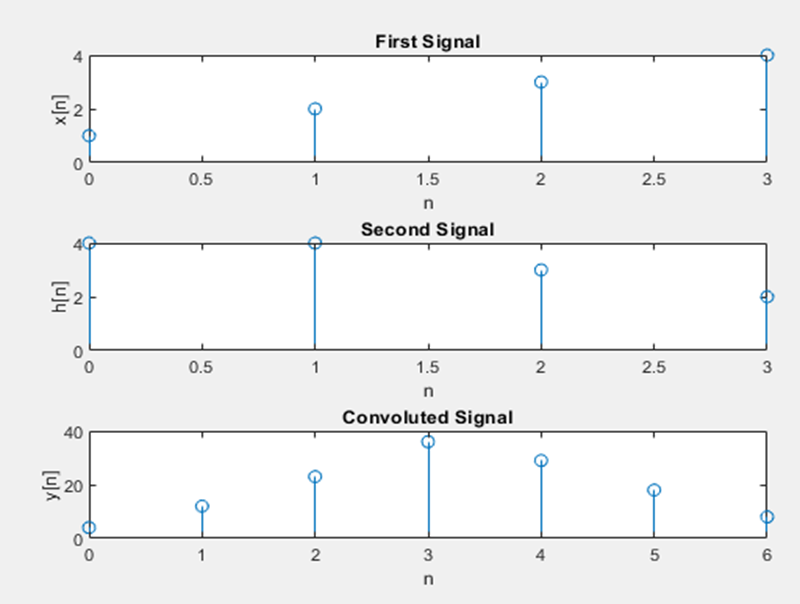 First Signal
4
2
0
x[n]
0 0.5 1 1.5 2 2.5 3
n
Second Signal
4
2
0
h[n]
0 0.5 1 1.5 2 2.5 3
n
Convoluted Signal
40
20
0
y[n]
0 1 2 3 4 5 6
n